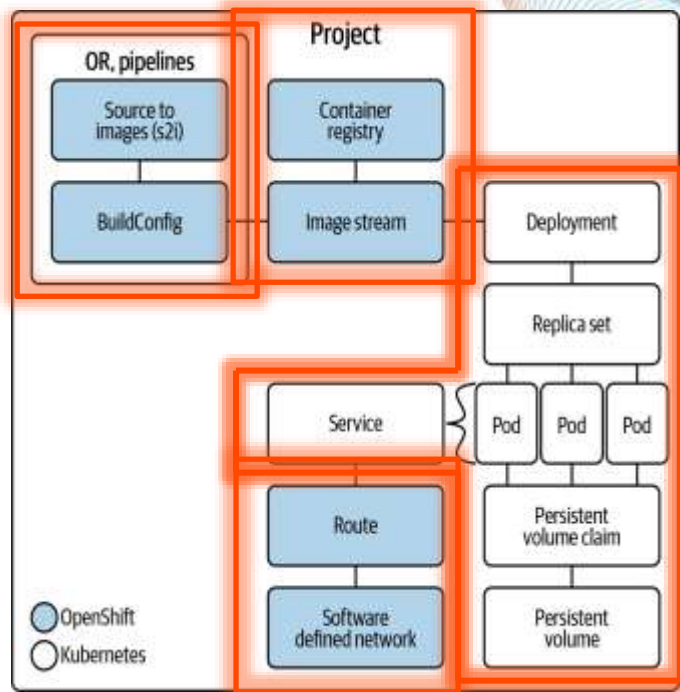 Project
OR, pipelines
Source to
images (s2i)
Container
registry
BuildConfig
Image stream
Deployment
Replica set
Service
Pod
Pod
Pod
Route
Persistent
volume claim
Software
defined network
Persistent
volume
OpenShift
Kubernetes